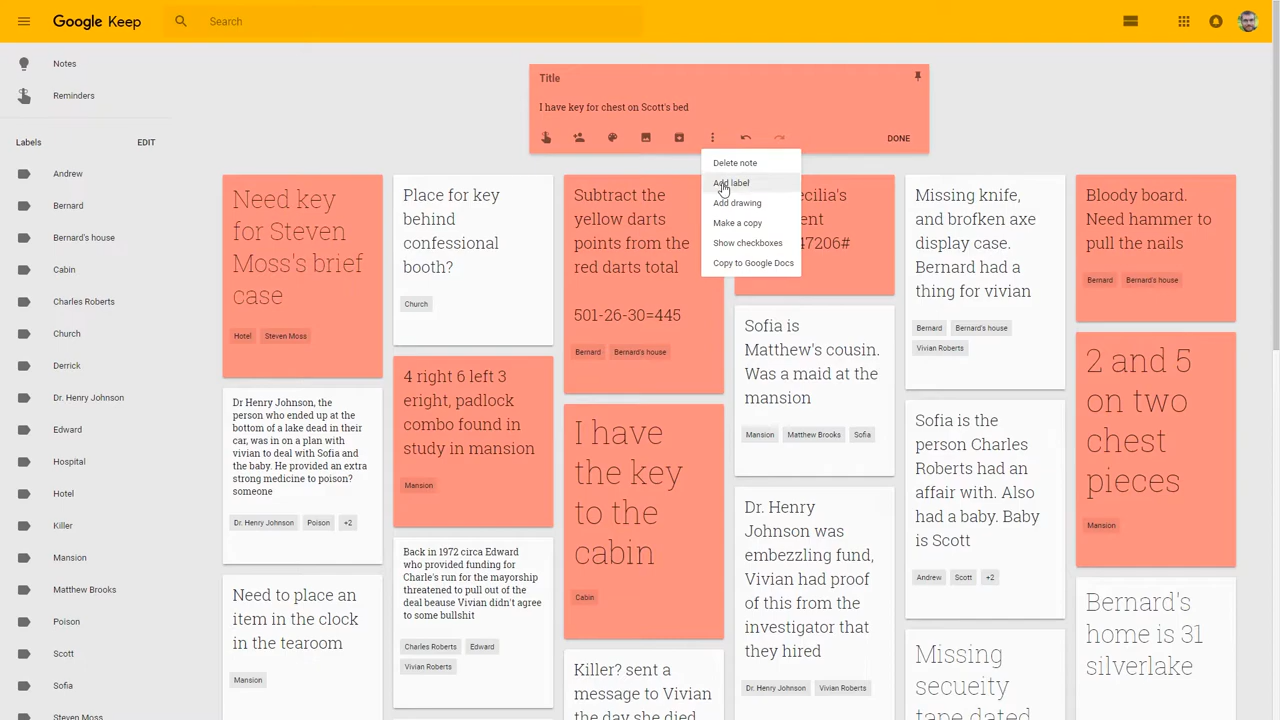 Google Keep
Search
Notes
Reminders
Labels
EDIT
Andrew
Bernard
Bernard's house
Cabin
Charles Roberts
Church
Derrick
Dr. Henry Johnson
Edward
Hospital
Hotel
Killer
Mansion
Matthew Brooks
Poison
Scott
Sofia
Steven Moss
Title
I have key for chest on Scott's bed
DONE
Delete note
Add label
Add drawing
Make a copy
Show checkboxes
Copy to Google Docs
Need key
for Steven
Moss's brief
case
Hotel Steven Moss
Dr Henry Johnson, the
person who ended up at the
bottom of a lake dead in their
car, was in on a plan with
vivian to deal with Sofia and
the baby. He provided an extra
strong medicine to poison?
someone
Dr. Henry Johnson Poison +2
Need to place an
item in the clock
in the tearoom
Mansion
Place for key
behind
confessional
booth?
Church
4 right 6 left 3
eright, padlock
combo found in
study in mansion
Mansion
Back in 1972 circa Edward
who provided funding for
Charle's run for the mayorship
threatened to pull out of the
deal beause Vivian didn't agree
to some bullshit
Charles Roberts Edward
Vivian Roberts
Subtract the
yellow darts
points from the
red darts total
501-26-30=445
Bernard Bernard's house
I have
the key
to the
cabin
Cabin
Killer? sent a
message to Vivian
the day she died
ecilia's
ent
47206#
Sofia is
Matthew's cousin.
Was a maid at the
mansion
Mansion Matthew Brooks Sofia
Dr. Henry
Johnson was
embezzling fund,
Vivian had proof
of this from the
investigator that
they hired
Dr. Henry Johnson Vivian Roberts
Missing knife,
and brofken axe
display case.
Bernard had a
thing for vivian
Bernard Bernard's house
Vivian Roberts
Sofia is the
person Charles
Roberts had an
affair with. Also
had a baby. Baby
is Scott
Andrew Scott +2
Missing
secueity
tape dated
Bloody board.
Need hammer to
pull the nails
Bernard Bernard's house
2 and 5
on two
chest
pieces
Mansion
Bernard's
home is 31
silverlake